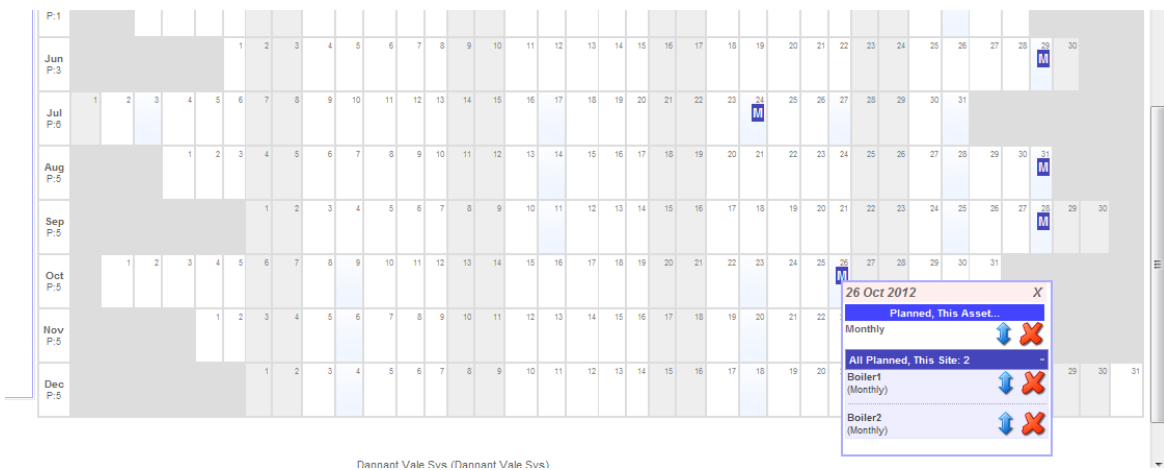 P:1
1 2 3 4 5 6 7 8 9 10 11 12 13 14 15 16 17 18 19 20 21 22 23 24 25 26 27 28 29 30
Jun M
P:3
1 2 3 4 5 6 7 8 9 10 11 12 13 14 15 16 17 18 19 20 21 22 23 24 25 26 27 28 29 30 31
Jul M
P:6
1 2 3 4 5 6 7 8 9 10 11 12 13 14 15 16 17 18 19 20 21 22 23 24 25 26 27 28 29 30 31
Aug M
P:5
1 2 3 4 5 6 7 8 9 10 11 12 13 14 15 16 17 18 19 20 21 22 23 24 25 26 27 28 29 30
Sep M
P:5
1 2 3 4 5 6 7 8 9 10 11 12 13 14 15 16 17 18 19 20 21 22 23 24 25 26 27 28 29 30 31
Oct M
P:5
26 Oct 2012 X
Planned, This Asset...
Monthly
All Planned, This Site: 2 -
Boiler1
(Monthly)
Boiler2
(Monthly)
1 2 3 4 5 6 7 8 9 10 11 12 13 14 15 16 17 18 19 20 21 22
Nov
P:5
1 2 3 4 5 6 7 8 9 10 11 12 13 14 15 16 17 18 19 20 29 30 31
Dec
P:5
Dannant Vale Sys (Dannant Vale Sys)